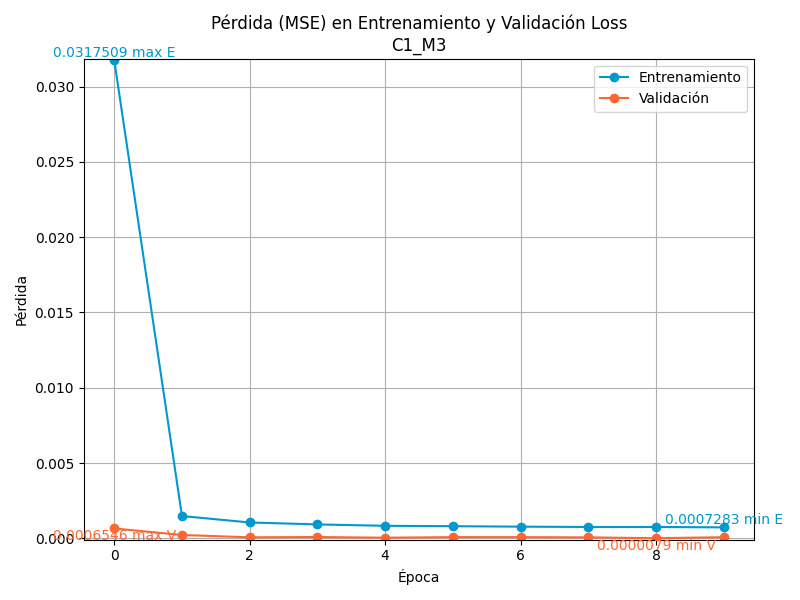 Pérdida (MSE) en Entrenamiento y Validación Loss
C1_M3
0.0317509 max E
Entrenamiento
Validación
0.030
0.025
0.020
0.015
0.010
0.005
0.000
Pérdida
0.0006546 max V
0.0007283 min E
0.0000079 min V
0 2 4 6 8
Época